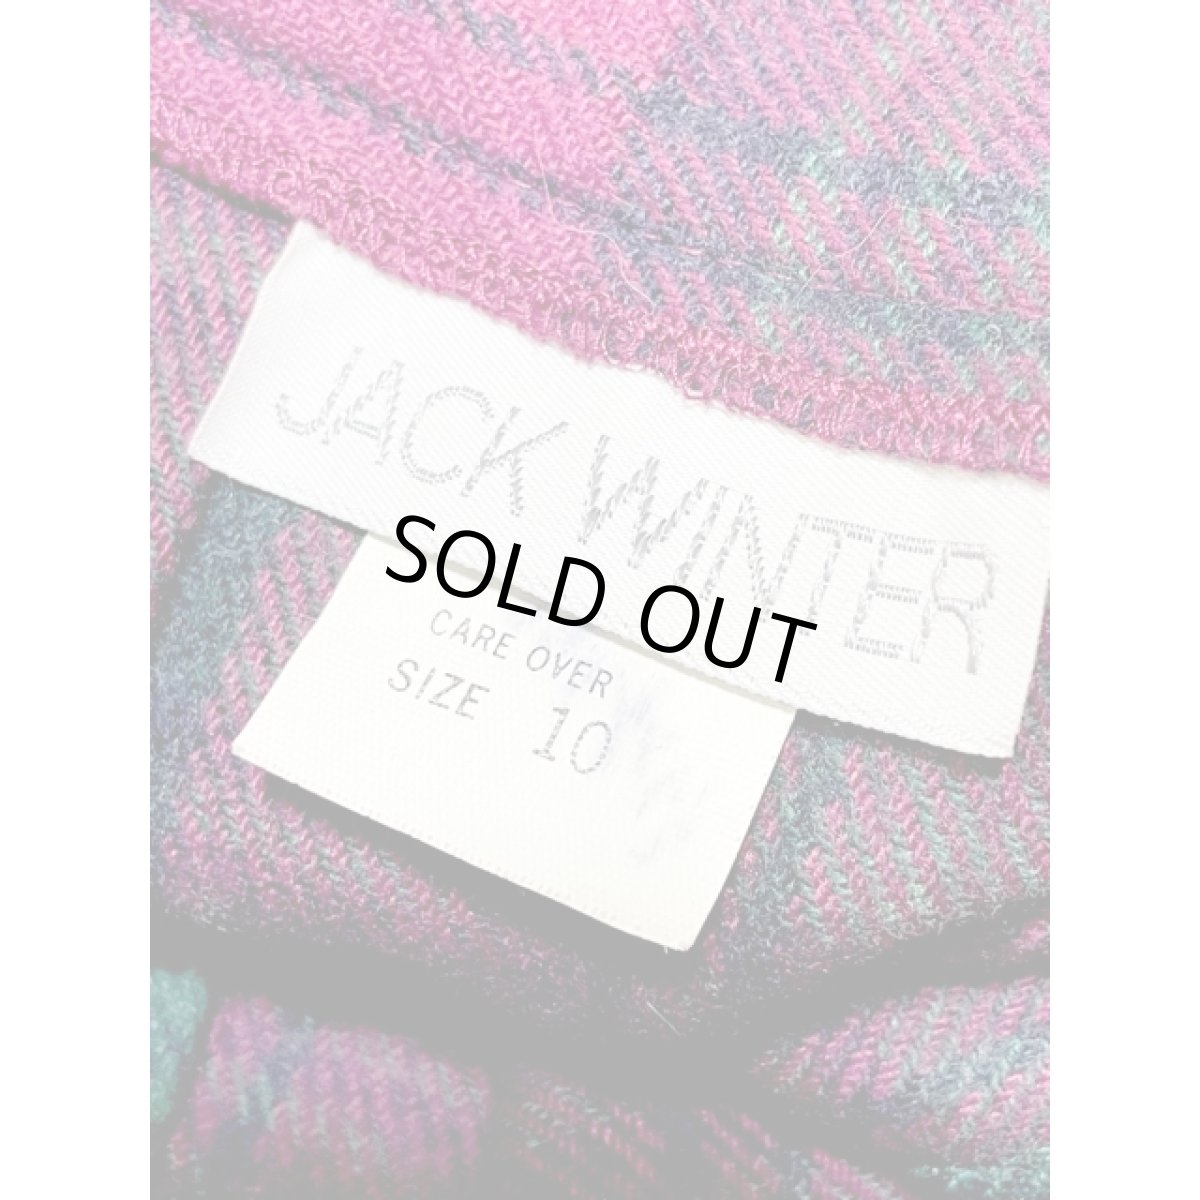 JACK WINTER
SOLD OUT
CARE OVER
SIZE 10